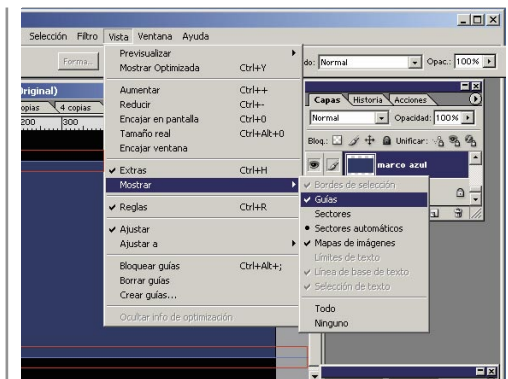 Selección Filtro Vista Ventana Ayuda
Forma...
do: Normal Opac.: 100%
Previsualizar
Mostrar Optimizada Ctrl+Y
Aumentar Ctrl++
Reducir Ctrl+-
Encajar en pantalla Ctrl+0
Tamaño real Ctrl+Alt+0
Encajar ventana
Extras Ctrl+H
Mostrar
Reglas Ctrl+R
Ajustar
Ajustar a
Bloquear guías Ctrl+Alt+;
Borrar guías
Crear guías...
Ocultar info de optimización
riginal)
opias 4 copias
200 300
Capas Historia Acciones
Normal Opacidad: 100%
Bloq.: Unificar:
marco azul
Bordes de selección
Guías
Sectores
Sectores automáticos
Mapas de imágenes
Límites de texto
Línea de base de texto
Selección de texto
Todo
Ninguno